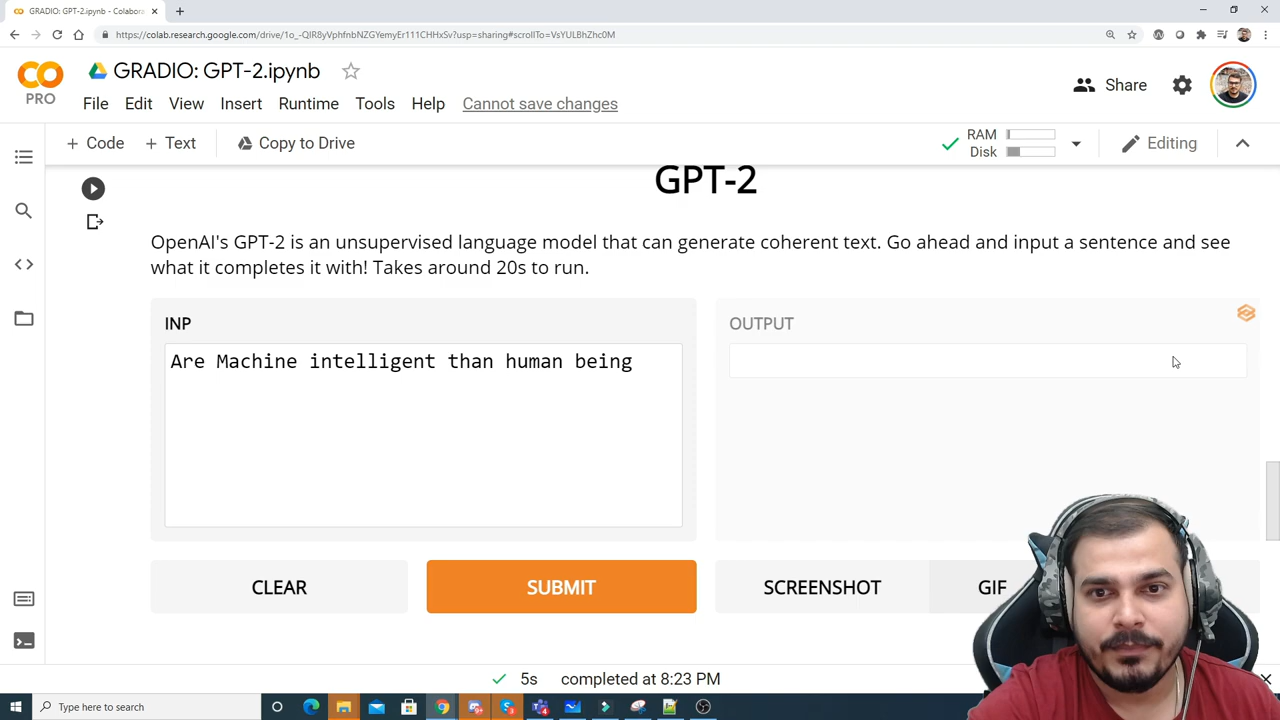 GRADIO: GPT-2.ipynb - Colabora
https://colab.research.google.com/drive/1o_-QIR8yVphfnbNZGYemyEr111CHHxSv?usp=sharing#scrollTo=VsYULBhZhc0M
GRADIO: GPT-2.ipynb
PRO
File Edit View Insert Runtime Tools Help Cannot save changes
Share
+ Code + Text Copy to Drive
RAM
Disk
Editing
GPT-2
OpenAI's GPT-2 is an unsupervised language model that can generate coherent text. Go ahead and input a sentence and see
what it completes it with! Takes around 20s to run.
INP
OUTPUT
Are Machine intelligent than human being
CLEAR
SUBMIT
SCREENSHOT
GIF
5s completed at 8:23 PM
Type here to search